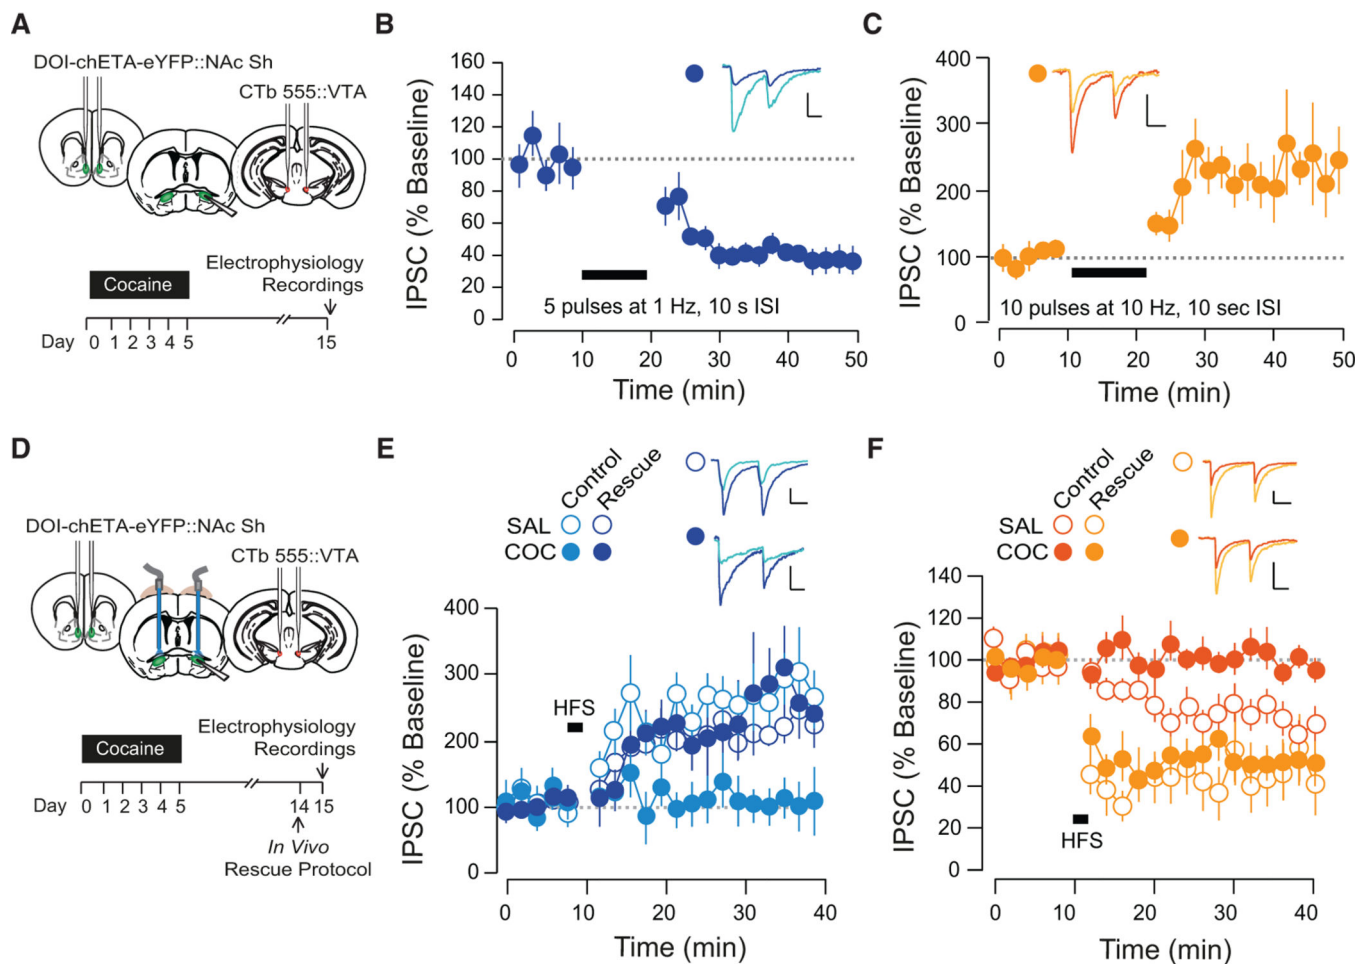 A
DOI-chETA-eYFP::NAc Sh
CTb 555::VTA
Electrophysiology
Recordings
Cocaine
Day
0 1 2 3 4 5 15
B
IPSC (% Baseline)
160
140
120
100
80
60
40
20
0
5 pulses at 1 Hz, 10 s ISI
0 10 20 30 40 50
Time (min)
C
IPSC (% Baseline)
400
300
200
100
0
10 pulses at 10 Hz, 10 sec ISI
0 10 20 30 40 50
Time (min)
D
DOI-chETA-eYFP::NAc Sh
CTb 555::VTA
Electrophysiology
Recordings
Cocaine
Day
0 1 2 3 4 5 14 15
In Vivo
Rescue Protocol
E
Control
Rescue
SAL
COC
IPSC (% Baseline)
400
300
200
100
0
HFS
0 10 20 30 40
Time (min)
F
Control
Rescue
SAL
COC
IPSC (% Baseline)
140
120
100
80
60
40
20
0
HFS
0 10 20 30 40
Time (min)